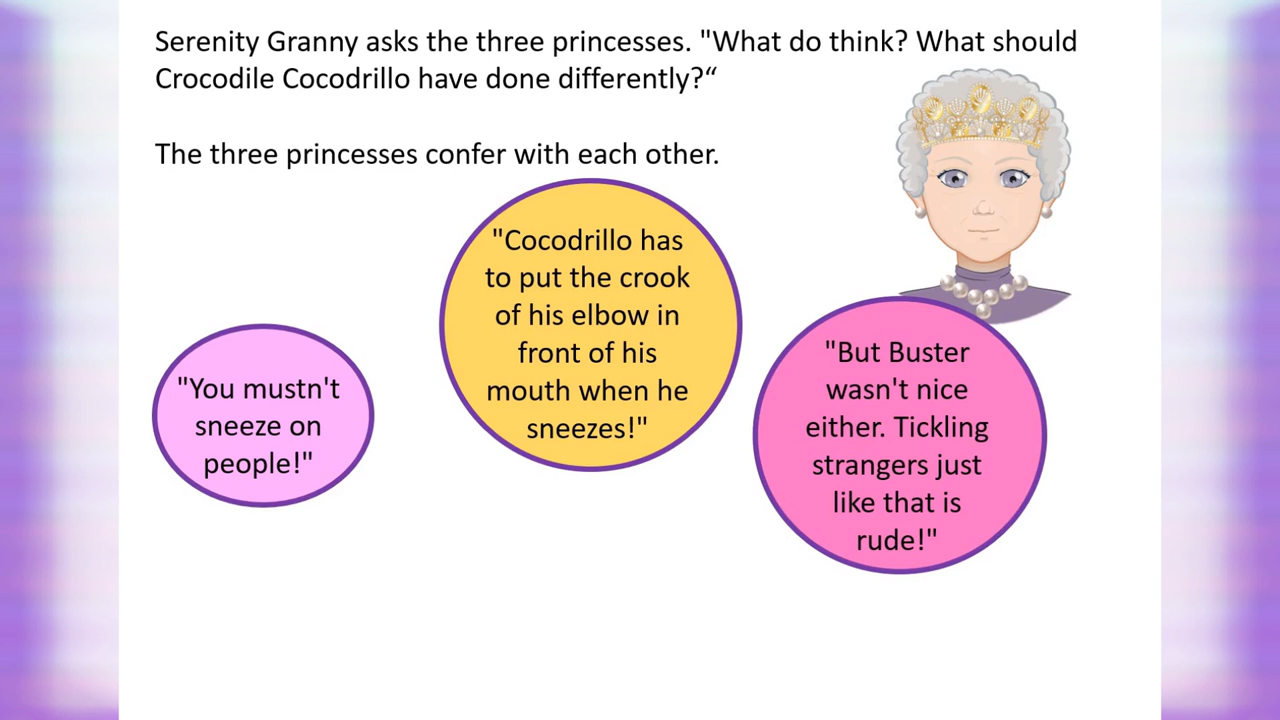 Serenity Granny asks the three princesses. "What do think? What should
Crocodile Cocodrillo have done differently?“
The three princesses confer with each other.
"You mustn't
sneeze on
people!"
"Cocodrillo has
to put the crook
of his elbow in
front of his
mouth when he
sneezes!"
"But Buster
wasn't nice
either. Tickling
strangers just
like that is
rude!"